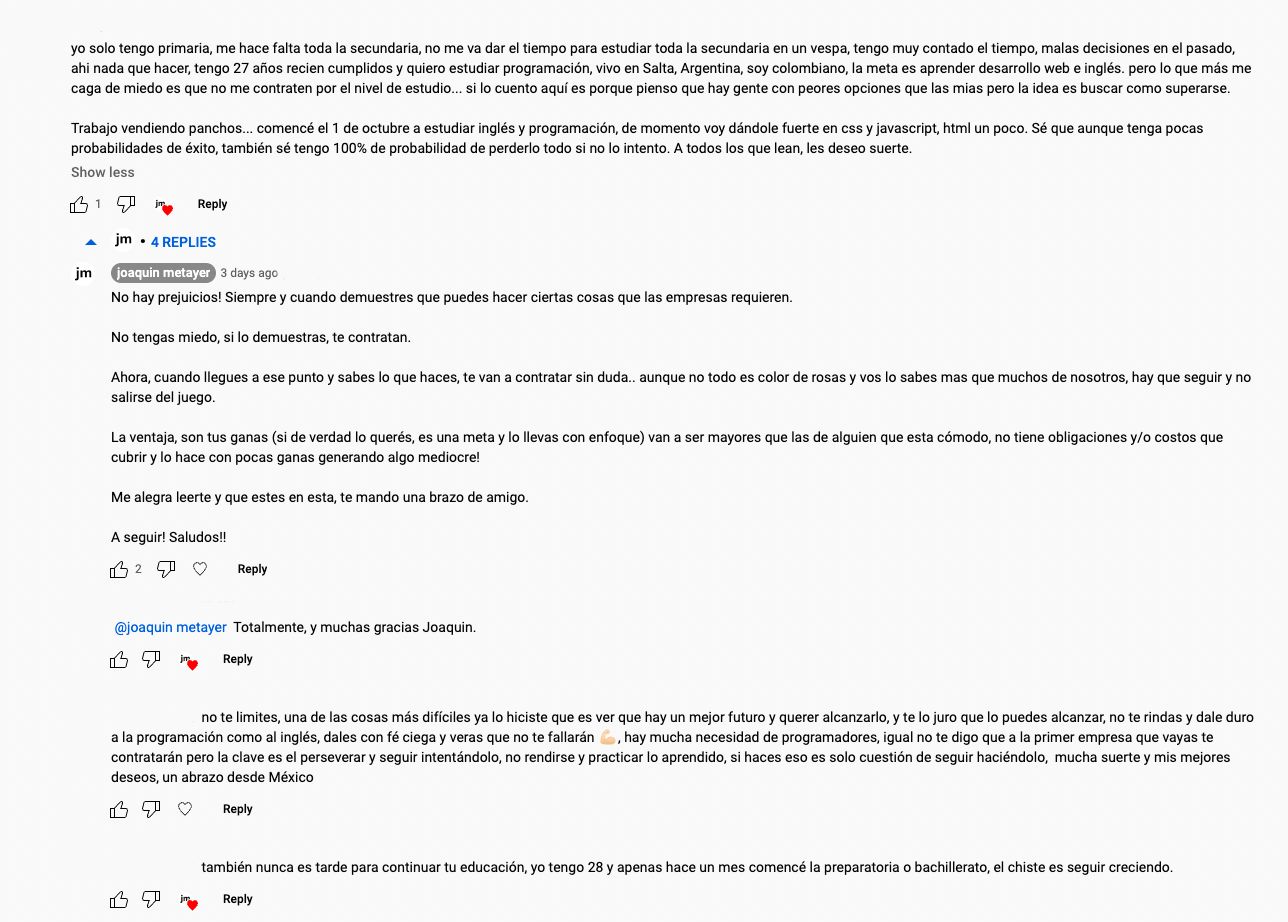 yo solo tengo primaria, me hace falta toda la secundaria, no me va dar el tiempo para estudiar toda la secundaria en un vespa, tengo muy contado el tiempo, malas decisiones en el pasado,
ahi nada que hacer, tengo 27 años recien cumplidos y quiero estudiar programación, vivo en Salta, Argentina, soy colombiano, la meta es aprender desarrollo web e inglés. pero lo que más me
caga de miedo es que no me contraten por el nivel de estudio... si lo cuento aquí es porque pienso que hay gente con peores opciones que las mias pero la idea es buscar como superarse.
Trabajo vendiendo panchos... comencé el 1 de octubre a estudiar inglés y programación, de momento voy dándole fuerte en css y javascript, html un poco. Sé que aunque tenga pocas
probabilidades de éxito, también sé tengo 100% de probabilidad de perderlo todo si no lo intento. A todos los que lean, les deseo suerte.
Show less
1 jm Reply
jm • 4 REPLIES
jm joaquin metayer 3 days ago
No hay prejuicios! Siempre y cuando demuestres que puedes hacer ciertas cosas que las empresas requieren.
No tengas miedo, si lo demuestras, te contratan.
Ahora, cuando llegues a ese punto y sabes lo que haces, te van a contratar sin duda.. aunque no todo es color de rosas y vos lo sabes mas que muchos de nosotros, hay que seguir y no
salirse del juego.
La ventaja, son tus ganas (si de verdad lo querés, es una meta y lo llevas con enfoque) van a ser mayores que las de alguien que esta cómodo, no tiene obligaciones y/o costos que
cubrir y lo hace con pocas ganas generando algo mediocre!
Me alegra leerte y que estes en esta, te mando una brazo de amigo.
A seguir! Saludos!!
2 Reply
@joaquin metayer Totalmente, y muchas gracias Joaquin.
jm Reply
no te limites, una de las cosas más difíciles ya lo hiciste que es ver que hay un mejor futuro y querer alcanzarlo, y te lo juro que lo puedes alcanzar, no te rindas y dale duro
a la programación como al inglés, dales con fé ciega y veras que no te fallarán 💪🏻, hay mucha necesidad de programadores, igual no te digo que a la primer empresa que vayas te
contratarán pero la clave es el perseverar y seguir intentándolo, no rendirse y practicar lo aprendido, si haces eso es solo cuestión de seguir haciéndolo, mucha suerte y mis mejores
deseos, un abrazo desde México
Reply
también nunca es tarde para continuar tu educación, yo tengo 28 y apenas hace un mes comencé la preparatoria o bachillerato, el chiste es seguir creciendo.
jm Reply